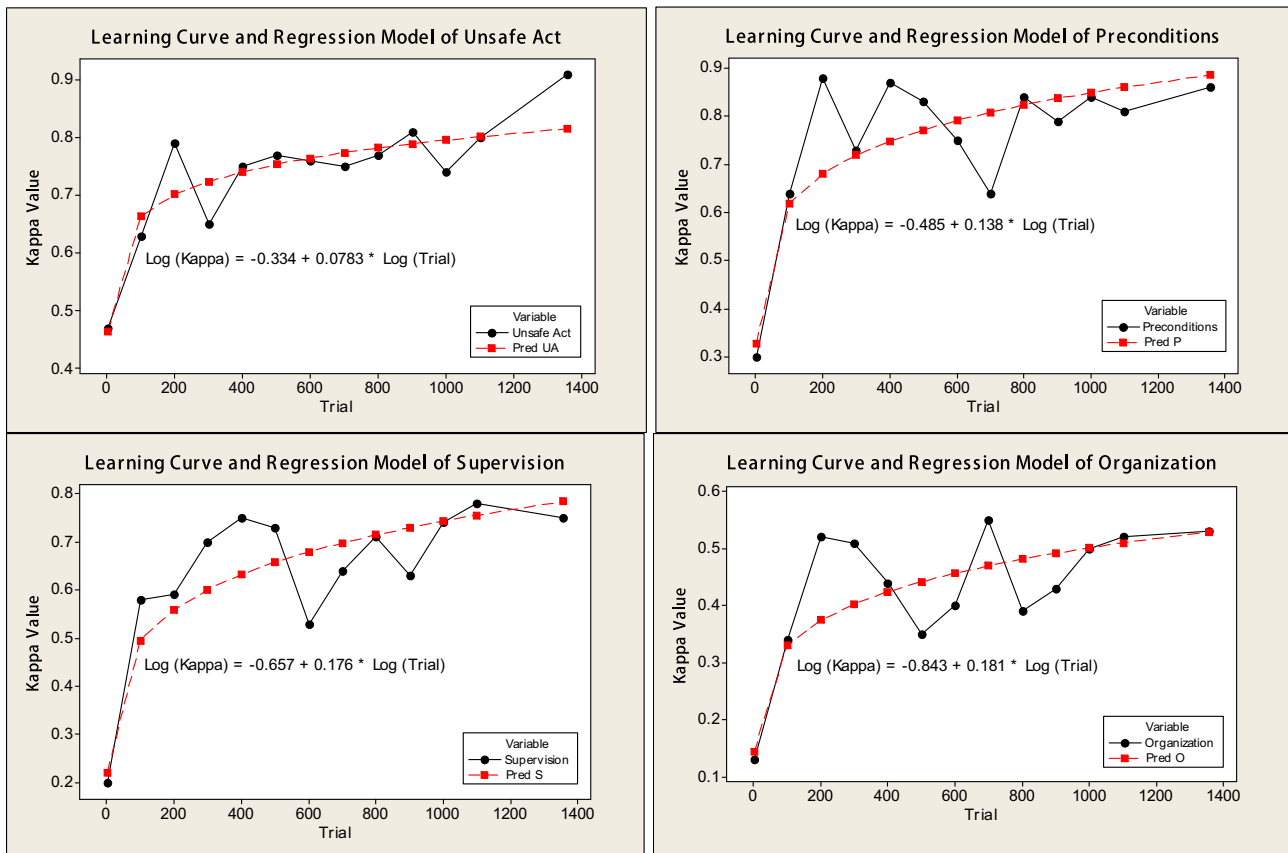 Learning Curve and Regression Model of Unsafe Act
Kappa Value
0.9
0.8
0.7
0.6
0.5
0.4
Log (Kappa) = -0.334 + 0.0783 * Log (Trial)
Variable
Unsafe Act
Pred UA
0 200 400 600 800 1000 1200 1400
Trial
Learning Curve and Regression Model of Preconditions
Kappa Value
0.9
0.8
0.7
0.6
0.5
0.4
0.3
Log (Kappa) = -0.485 + 0.138 * Log (Trial)
Variable
Preconditions
Pred P
0 200 400 600 800 1000 1200 1400
Trial
Learning Curve and Regression Model of Supervision
Kappa Value
0.8
0.7
0.6
0.5
0.4
0.3
0.2
Log (Kappa) = -0.657 + 0.176 * Log (Trial)
Variable
Supervision
Pred S
0 200 400 600 800 1000 1200 1400
Trial
Learning Curve and Regression Model of Organization
Kappa Value
0.6
0.5
0.4
0.3
0.2
0.1
Log (Kappa) = -0.843 + 0.181 * Log (Trial)
Variable
Organization
Pred O
0 200 400 600 800 1000 1200 1400
Trial